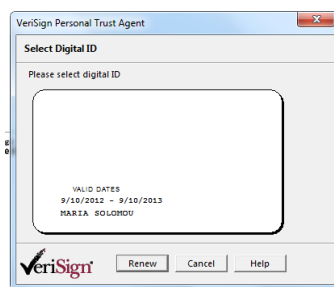 VeriSign Personal Trust Agent
Select Digital ID
Please select digital ID
VALID DATES
9/10/2012 - 9/10/2013
MARIA SOLOMOU
VeriSign
Renew
Cancel
Help